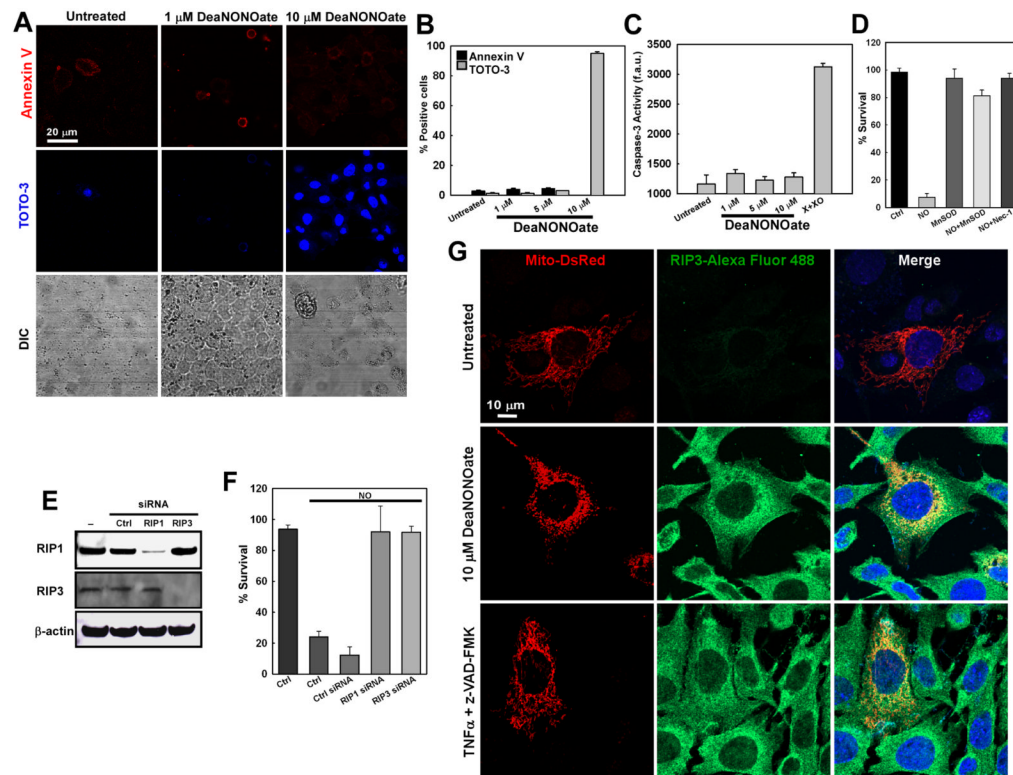 A
Untreated
1 μM DeaNONOate
10 μM DeaNONOate
Annexin V
20 μm
TOTO-3
DIC
B
% Positive cells
100
80
60
40
20
0
Annexin V
TOTO-3
Untreated
1 μM
5 μM
10 μM
DeaNONOate
C
Caspase-3 Activity (f.a.u.)
3500
3000
2500
2000
1500
1000
Untreated
1 μM
5 μM
10 μM
X+XO
DeaNONOate
D
% Survival
120
100
80
60
40
20
0
Ctrl
NO
MnSOD
NO+MnSOD
NO+Nec-1
E
siRNA
–
Ctrl
RIP1
RIP3
RIP1
RIP3
β-actin
F
NO
% Survival
120
100
80
60
40
20
0
Ctrl
Ctrl
Ctrl siRNA
RIP1 siRNA
RIP3 siRNA
G
Mito-DsRed
RIP3-Alexa Fluor 488
Merge
Untreated
10 μm
10 μM DeaNONOate
TNFα + z-VAD-FMK